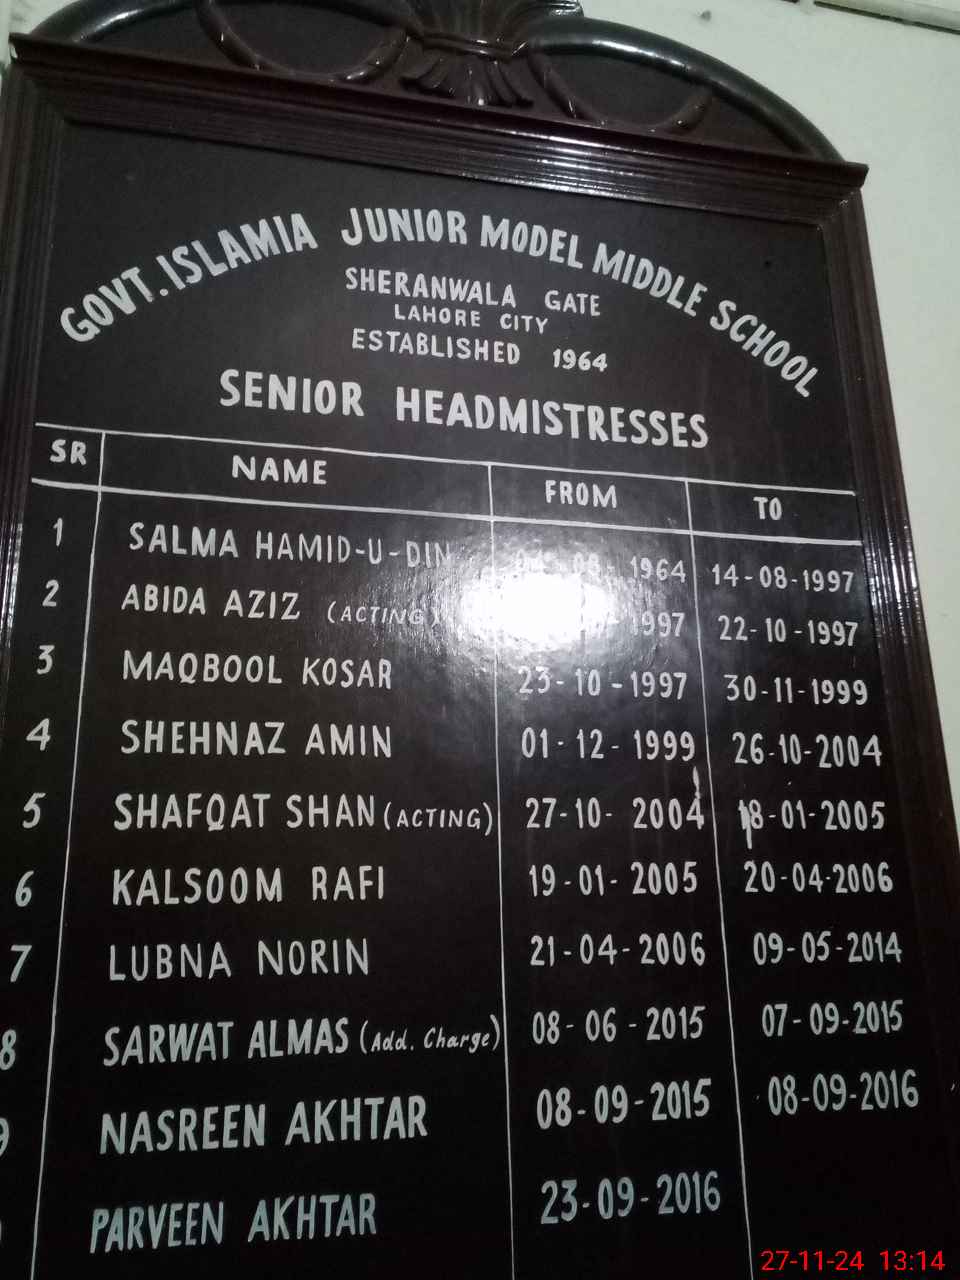 GOVT. ISLAMIA JUNIOR MODEL MIDDLE SCHOOL
SHERANWALA GATE
LAHORE CITY
ESTABLISHED 1964
SENIOR HEADMISTRESSES
SR NAME FROM TO
1 SALMA HAMID-U-DIN 04-08-1964 14-08-1997
2 ABIDA AZIZ (ACTING) 1997 22-10-1997
3 MAQBOOL KOSAR 23-10-1997 30-11-1999
4 SHEHNAZ AMIN 01-12-1999 26-10-2004
5 SHAFQAT SHAN (ACTING) 27-10-2004 18-01-2005
6 KALSOOM RAFI 19-01-2005 20-04-2006
7 LUBNA NORIN 21-04-2006 09-05-2014
8 SARWAT ALMAS (Add. Charge) 08-06-2015 07-09-2015
9 NASREEN AKHTAR 08-09-2015 08-09-2016
PARVEEN AKHTAR 23-09-2016
27-11-24 13:14